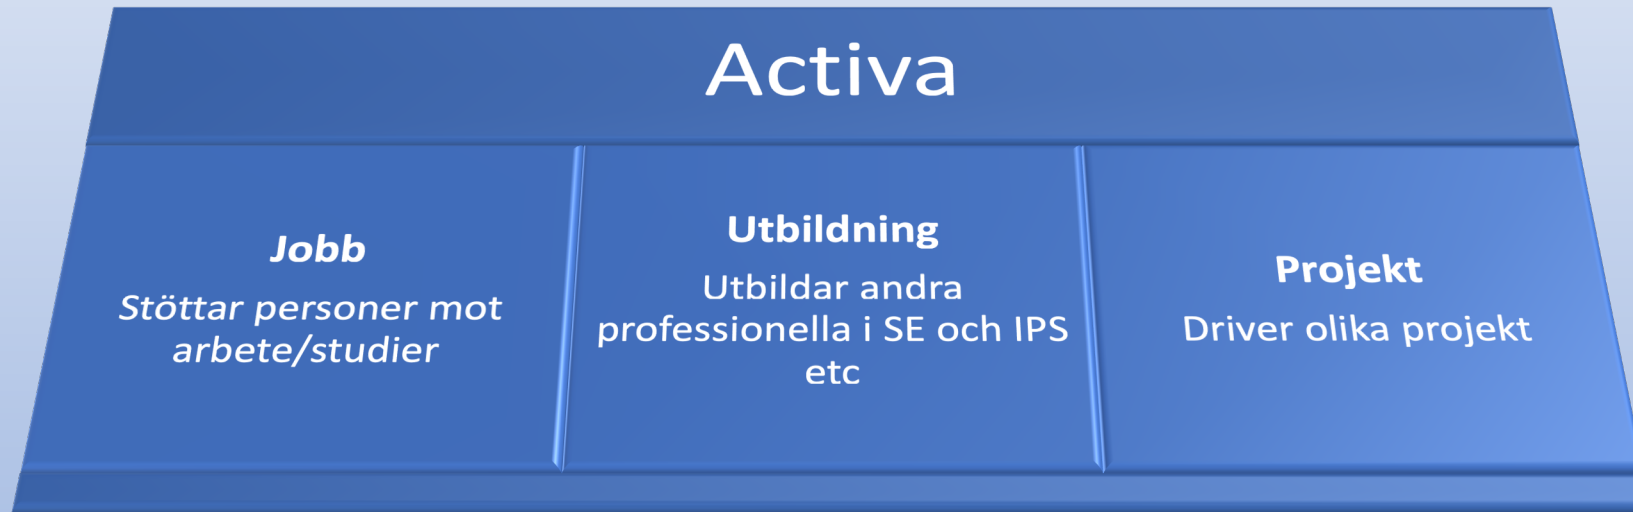 Activa
Jobb
Stöttar personer mot
arbete/studier
Utbildning
Utbildar andra
professionella i SE och IPS
etc
Projekt
Driver olika projekt